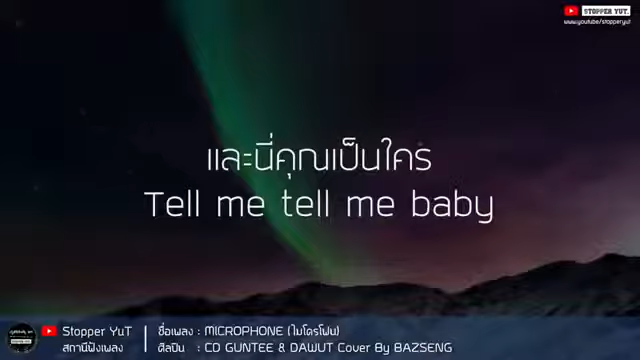 STOPPER YUT.
www.youtube/stopperyut
และนี่คุณเป็นใคร
Tell me tell me baby
Stopper YuT
สถานีฟังเพลง
ชื่อเพลง : MICROPHONE (ไมโครโฟน)
ศิลปิน : CD GUNTEE & DAWUT Cover By BAZSENG